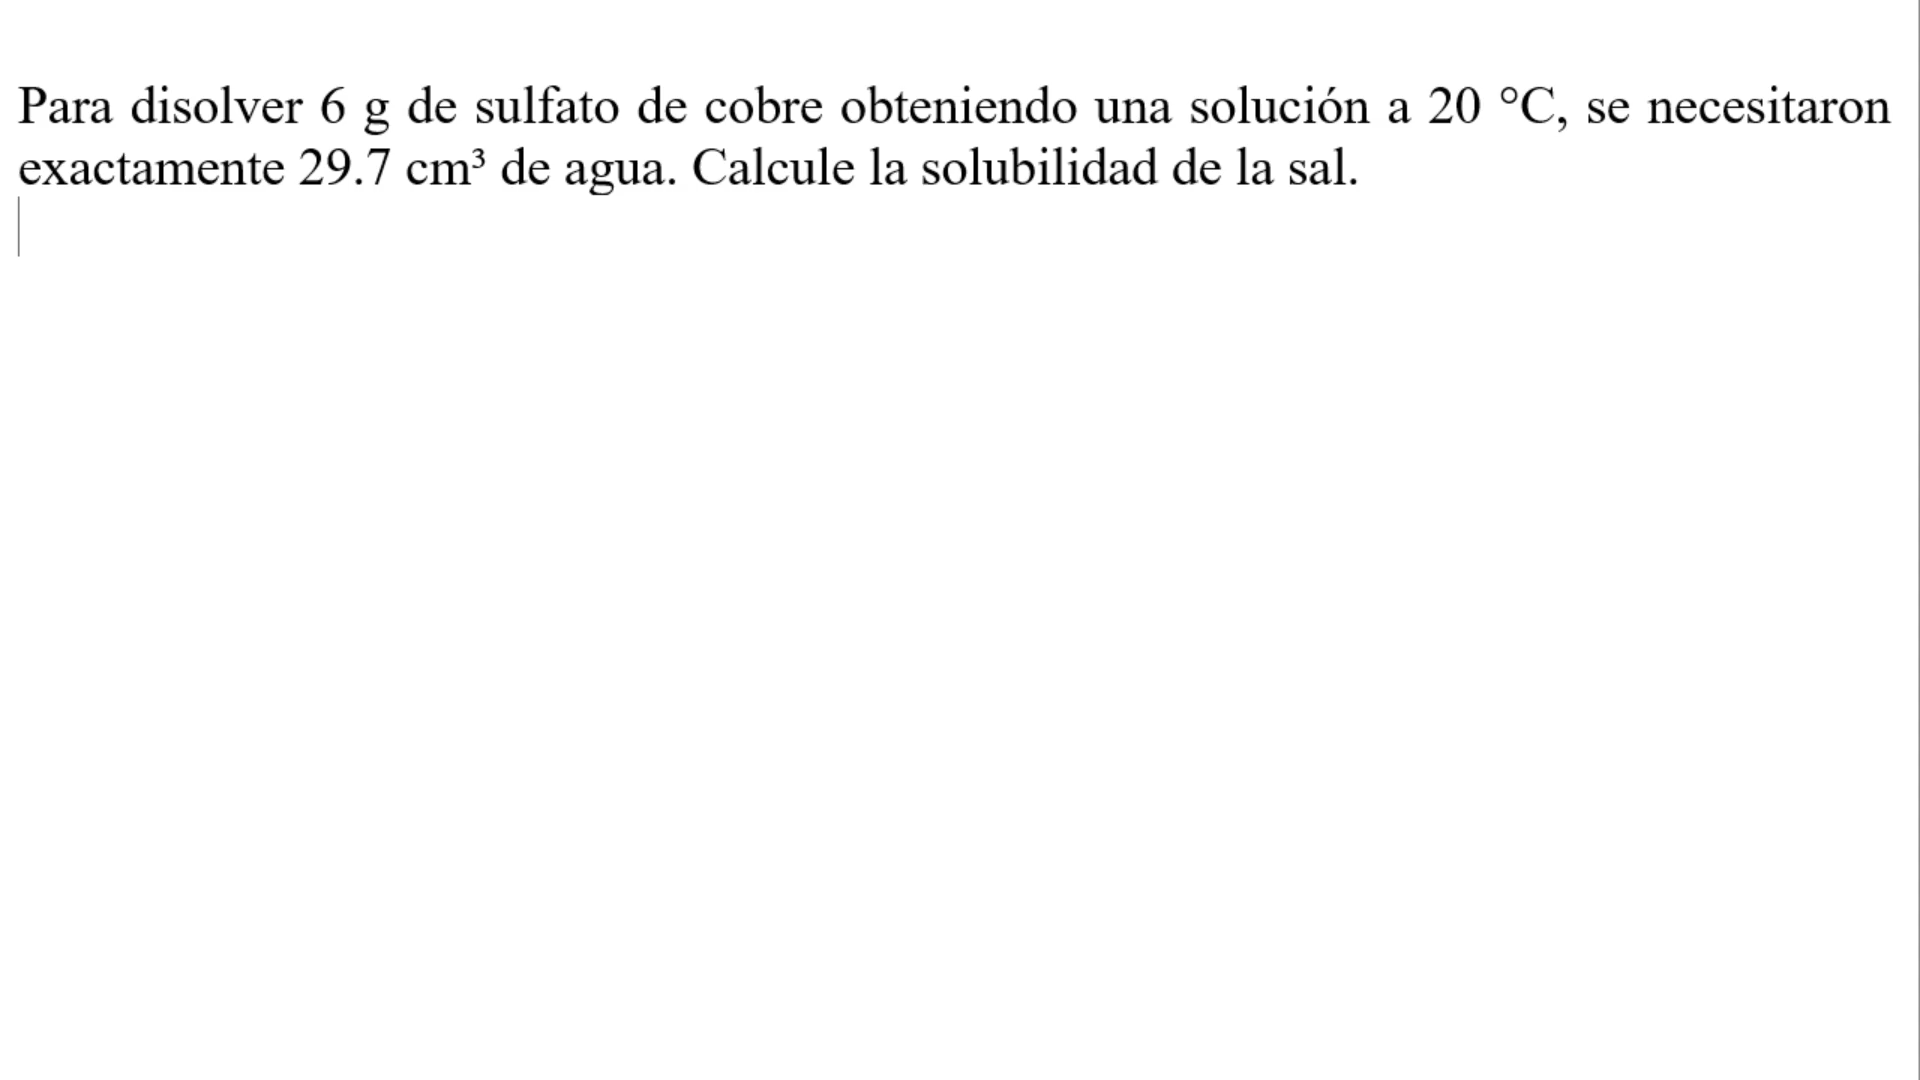 Para disolver 6 g de sulfato de cobre obteniendo una solución a 20 °C, se necesitaron
exactamente 29.7 cm³ de agua. Calcule la solubilidad de la sal.